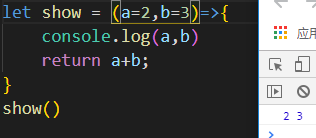 let show = (a=2,b=3)=>{
console.log(a,b)
return a+b;
}
show()
应用
2 3